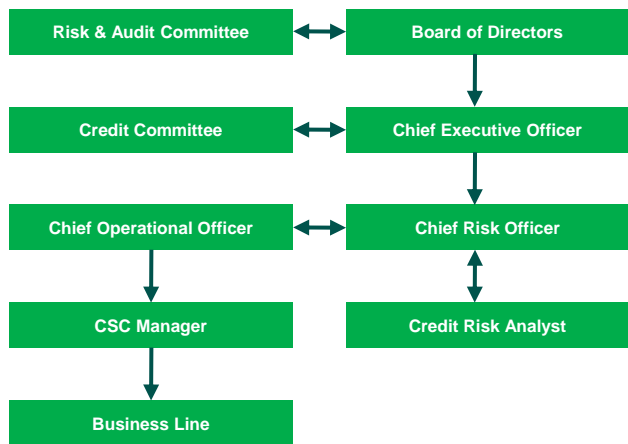 Risk & Audit Committee
Board of Directors
Credit Committee
Chief Executive Officer
Chief Operational Officer
Chief Risk Officer
CSC Manager
Credit Risk Analyst
Business Line